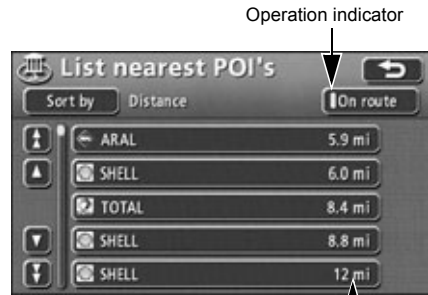 Operation indicator
List nearest POI's
Sort by Distance On route
ARAL 5.9 mi
SHELL 6.0 mi
TOTAL 8.4 mi
SHELL 8.8 mi
SHELL 12 mi